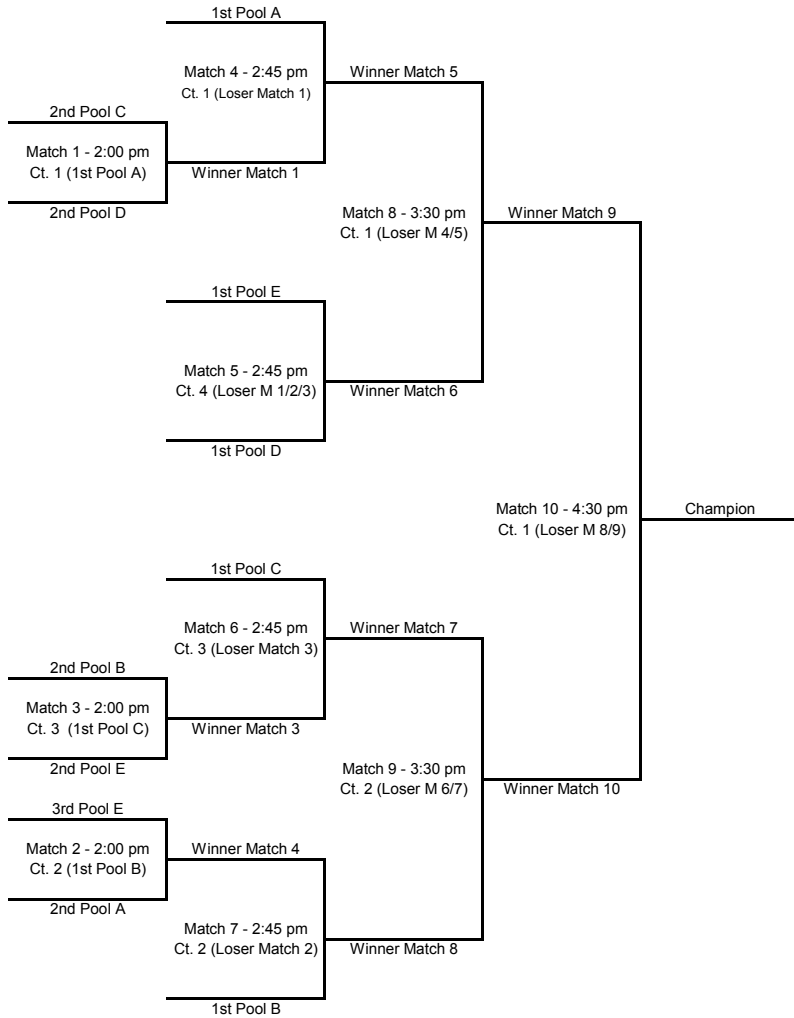 1st Pool A
Match 4 - 2:45 pm
Ct. 1 (Loser Match 1)
Winner Match 5
2nd Pool C
Match 1 - 2:00 pm
Ct. 1 (1st Pool A)
Winner Match 1
2nd Pool D
Match 8 - 3:30 pm
Ct. 1 (Loser M 4/5)
Winner Match 9
1st Pool E
Match 5 - 2:45 pm
Ct. 4 (Loser M 1/2/3)
Winner Match 6
1st Pool D
Match 10 - 4:30 pm
Ct. 1 (Loser M 8/9)
Champion
1st Pool C
Match 6 - 2:45 pm
Ct. 3 (Loser Match 3)
Winner Match 7
2nd Pool B
Match 3 - 2:00 pm
Ct. 3  (1st Pool C)
Winner Match 3
2nd Pool E
Match 9 - 3:30 pm
Ct. 2 (Loser M 6/7)
Winner Match 10
3rd Pool E
Match 2 - 2:00 pm
Ct. 2 (1st Pool B)
Winner Match 4
2nd Pool A
Match 7 - 2:45 pm
Ct. 2 (Loser Match 2)
Winner Match 8
1st Pool B